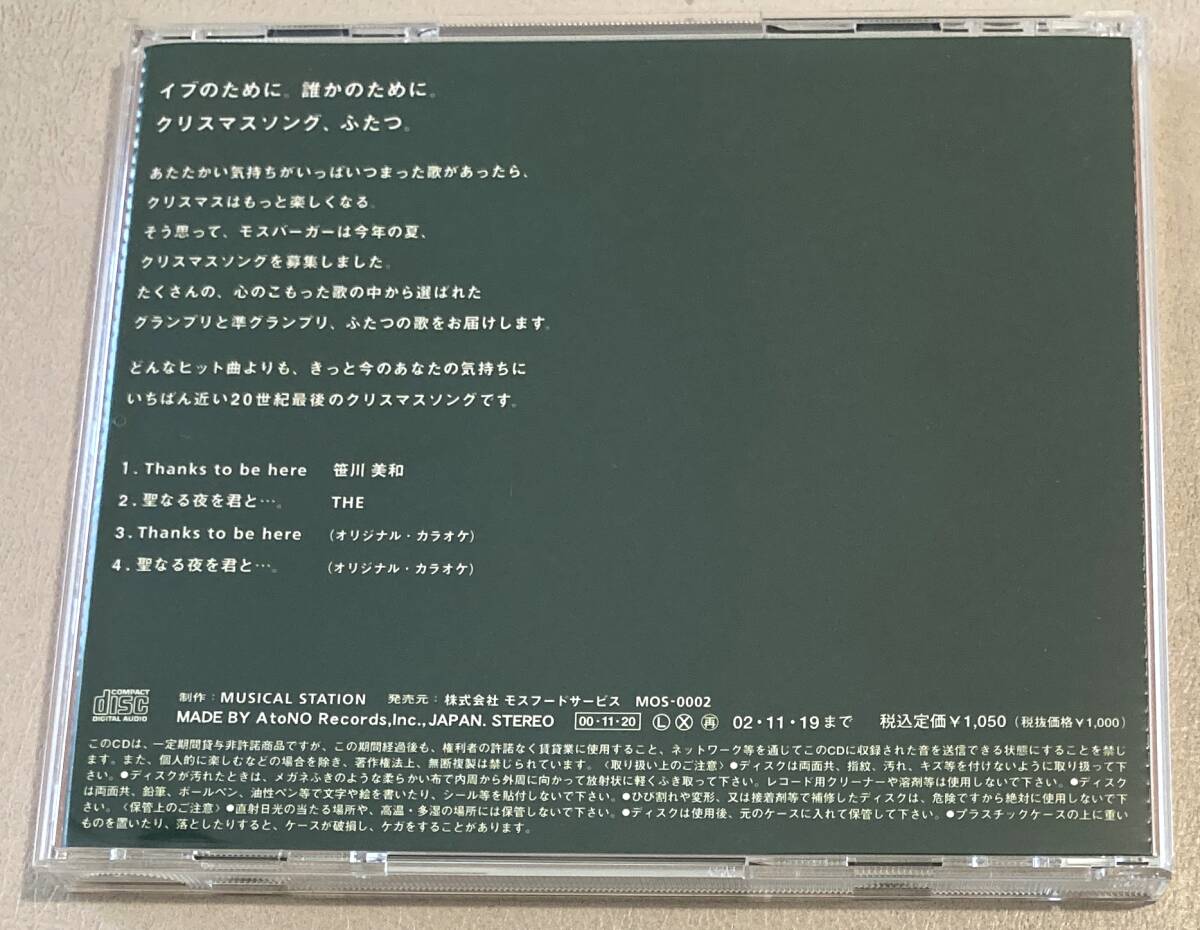 イブのために。誰かのために。
クリスマスソング、ふたつ。
あたたかい気持ちがいっぱいつまった歌があったら、
クリスマスはもっと楽しくなる。
そう思って、モスバーガーは今年の夏、
クリスマスソングを募集しました。
たくさんの、心のこもった歌の中から選ばれた
グランプリと準グランプリ、ふたつの歌をお届けします。
どんなヒット曲よりも、きっと今のあなたの気持ちに
いちばん近い20世紀最後のクリスマスソングです。
1. Thanks to be here 笹川 美和
2. 聖なる夜を君と…。 THE
3. Thanks to be here (オリジナル・カラオケ)
4. 聖なる夜を君と…。 (オリジナル・カラオケ)
COMPACT disc DIGITAL AUDIO
制作：MUSICAL STATION 発売元：株式会社 モスフードサービス MOS-0002
MADE BY AtoNO Records,Inc.,JAPAN. STEREO 00・11・20 Ⓛ Ⓧ 再 02・11・19まで 税込定価¥1,050（税抜価格¥1,000）
このCDは、一定期間貸与非許諾商品ですが、この期間経過後も、権利者の許諾なく賃貸業に使用すること、ネットワーク等を通じてこのCDに収録された音を送信できる状態にすることを禁じ
ます。また、個人的に楽しむなどの場合を除き、著作権法上、無断複製は禁じられています。〈取り扱い上のご注意〉●ディスクは両面共、指紋、汚れ、キズ等を付けないように取り扱って下
さい。●ディスクが汚れたときは、メガネふきのような柔らかい布で内周から外周に向かって放射状に軽くふき取って下さい。レコード用クリーナーや溶剤等は使用しないで下さい。●ディスク
は両面共、鉛筆、ボールペン、油性ペン等で文字や絵を書いたり、シール等を貼付しないで下さい。●ひび割れや変形、又は接着剤等で補修したディスクは、危険ですから絶対に使用しないで下
さい。〈保管上のご注意〉●直射日光の当たる場所や、高温・多湿の場所には保管しないで下さい。●ディスクは使用後、元のケースに入れて保管して下さい。●プラスチックケースの上に重い
ものを置いたり、落としたりすると、ケースが破損し、ケガをすることがあります。